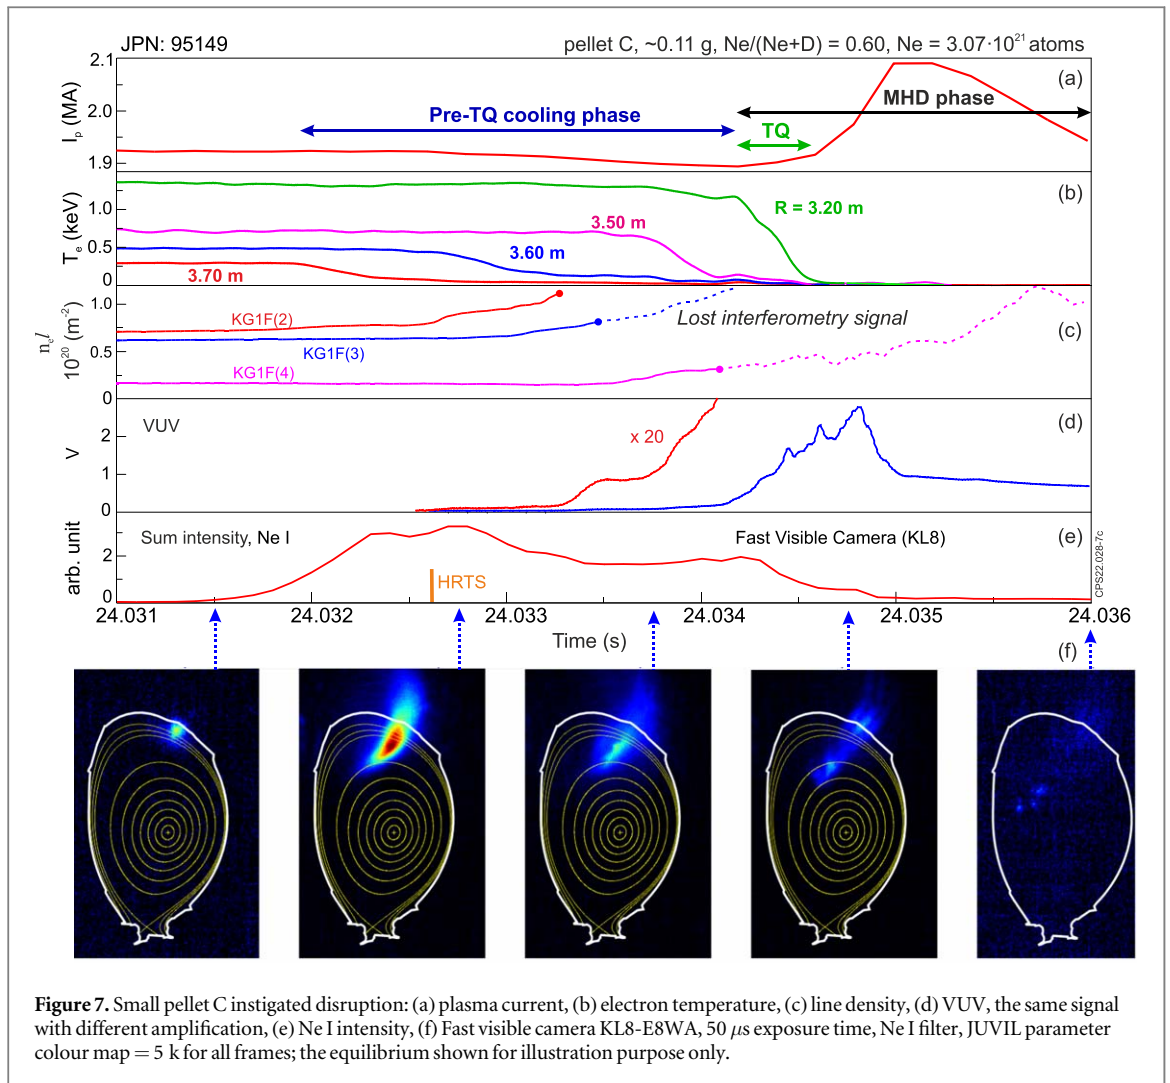 JPN: 95149
pellet C, ~0.11 g, Ne/(Ne+D) = 0.60, Ne = 3.07·10²¹ atoms
2.1
2.0
1.9
Iₚ (MA)
(a)
Pre-TQ cooling phase
MHD phase
TQ
1.0
0.5
0
Tₑ (keV)
(b)
R = 3.20 m
3.50 m
3.60 m
3.70 m
1.0
0.5
0
nₑl
10²⁰ (m⁻²)
(c)
KG1F(2)
KG1F(3)
KG1F(4)
Lost interferometry signal
2
1
0
V
VUV
x 20
(d)
2
0
arb. unit
Sum intensity, Ne I
Fast Visible Camera (KL8)
(e)
HRTS
CPS22.028-7c
24.031
24.032
24.033
24.034
24.035
24.036
Time (s)
(f)
Figure 7. Small pellet C instigated disruption: (a) plasma current, (b) electron temperature, (c) line density, (d) VUV, the same signal
with different amplification, (e) Ne I intensity, (f) Fast visible camera KL8-E8WA, 50 μs exposure time, Ne I filter, JUVIL parameter
colour map = 5 k for all frames; the equilibrium shown for illustration purpose only.